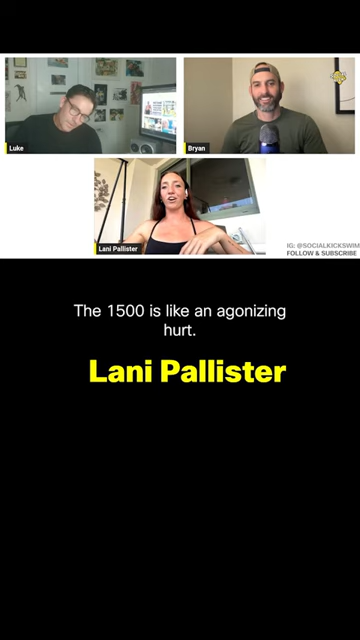 Luke
Bryan
Lani Pallister
IG: @SOCIALKICKSWIM
FOLLOW & SUBSCRIBE
The 1500 is like an agonizing
hurt.
Lani Pallister